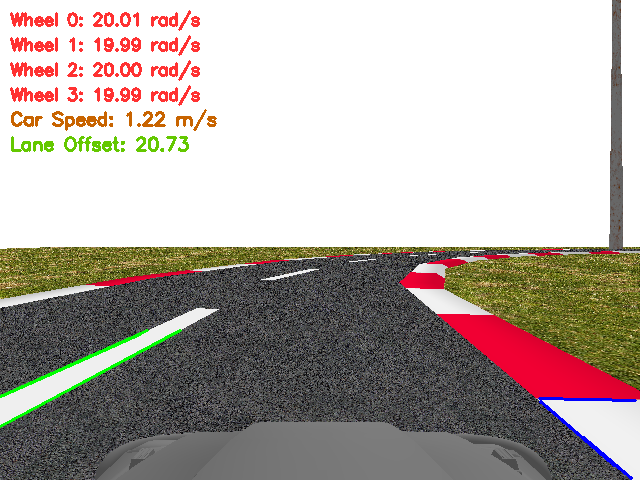 Wheel 0: 20.01 rad/s
Wheel 1: 19.99 rad/s
Wheel 2: 20.00 rad/s
Wheel 3: 19.99 rad/s
Car Speed: 1.22 m/s
Lane Offset: 20.73